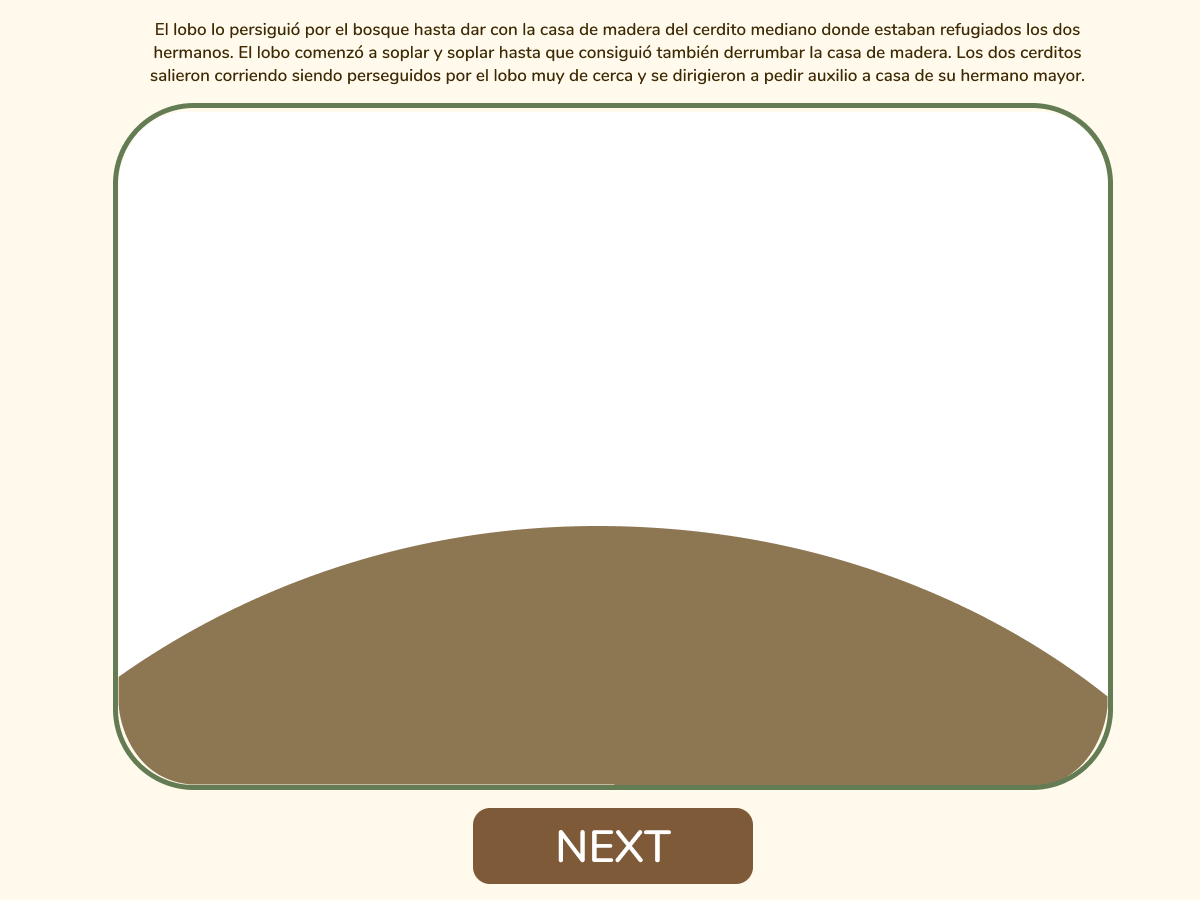 El lobo lo persiguió por el bosque hasta dar con la casa de madera del cerdito mediano donde estaban refugiados los dos
hermanos. El lobo comenzó a soplar y soplar hasta que consiguió también derrumbar la casa de madera. Los dos cerditos
salieron corriendo siendo perseguidos por el lobo muy de cerca y se dirigieron a pedir auxilio a casa de su hermano mayor.
NEXT